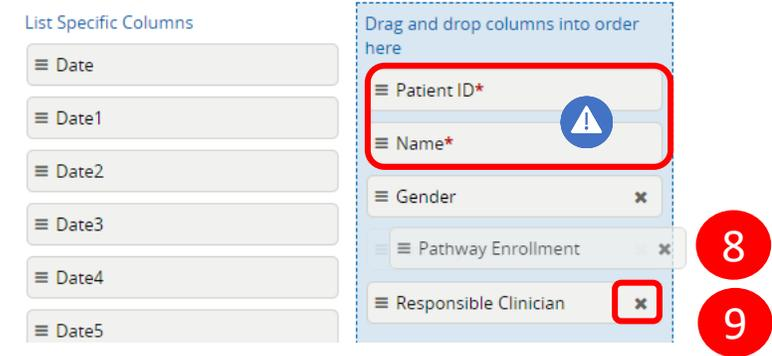 List Specific Columns
Date
Date1
Date2
Date3
Date4
Date5
Drag and drop columns into order
here
Patient ID*
Name*
Gender
Pathway Enrollment
8
Responsible Clinician
9